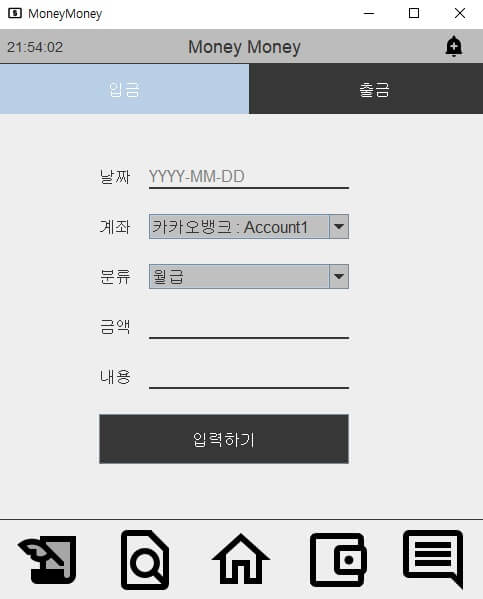 MoneyMoney
21:54:02 Money Money
입금 출금
날짜 YYYY-MM-DD
계좌 카카오뱅크 : Account1
분류 월급
금액
내용
입력하기